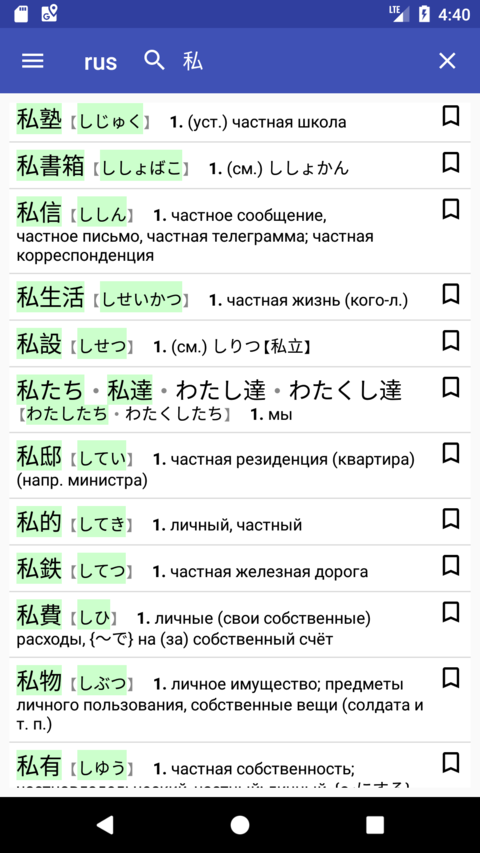 LTE 4:40
rus 私
私塾【しじゅく】 1. (уст.) частная школа
私書箱【ししょばこ】 1. (см.) ししょかん
私信【ししん】 1. частное сообщение,
частное письмо, частная телеграмма; частная
корреспонденция
私生活【しせいかつ】 1. частная жизнь (кого-л.)
私設【しせつ】 1. (см.) しりつ【私立】
私たち・私達・わたし達・わたくし達
【わたしたち・わたくしたち】 1. мы
私邸【してい】 1. частная резиденция (квартира)
(напр. министра)
私的【してき】 1. личный, частный
私鉄【してつ】 1. частная железная дорога
私費【しひ】 1. личные (свои собственные)
расходы, {〜で} на (за) собственный счёт
私物【しぶつ】 1. личное имущество; предметы
личного пользования, собственные вещи (солдата и
т. п.)
私有【しゆう】 1. частная собственность;